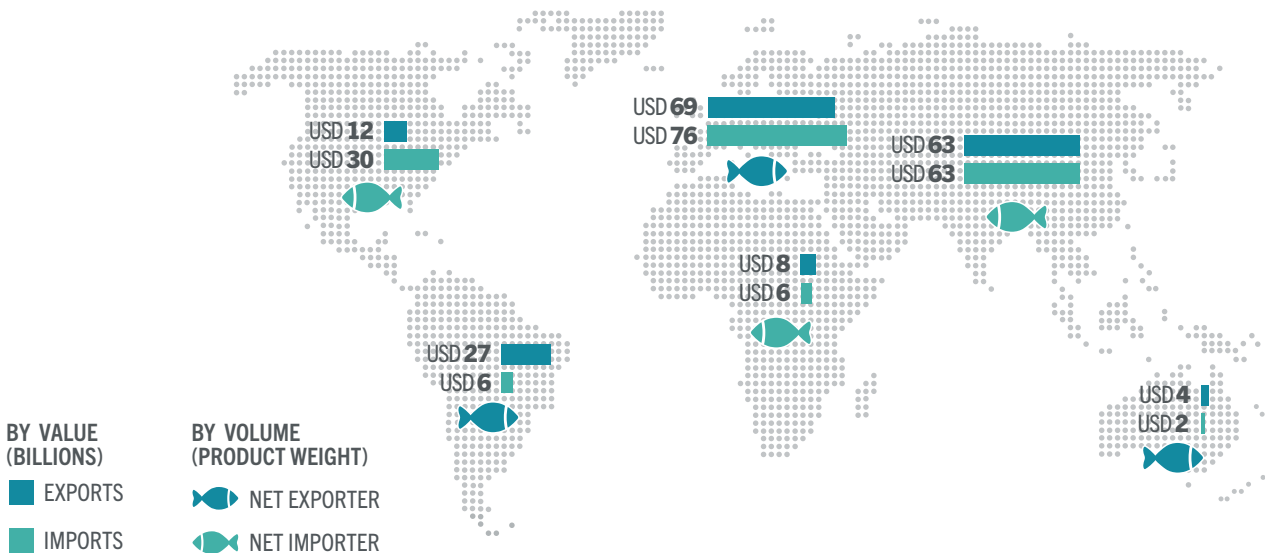 USD 69
USD 76
USD 12
USD 30
USD 63
USD 63
USD 8
USD 6
USD 27
USD 6
USD 4
USD 2
BY VALUE
(BILLIONS)
EXPORTS
IMPORTS
BY VOLUME
(PRODUCT WEIGHT)
NET EXPORTER
NET IMPORTER